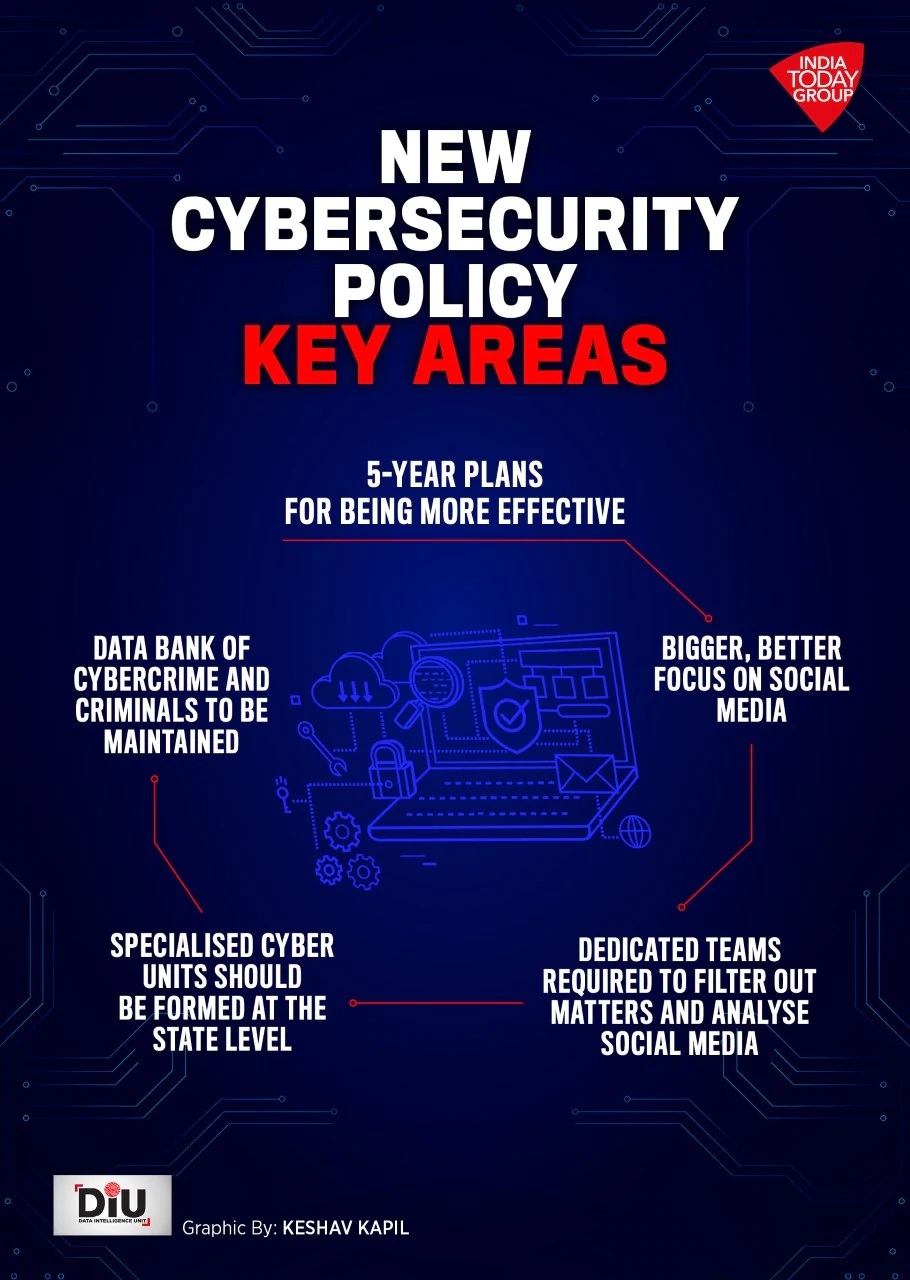 INDIA
TODAY
GROUP
NEW
CYBERSECURITY
POLICY
KEY AREAS
5-YEAR PLANS
FOR BEING MORE EFFECTIVE
BIGGER, BETTER
FOCUS ON SOCIAL
MEDIA
DEDICATED TEAMS
REQUIRED TO FILTER OUT
MATTERS AND ANALYSE
SOCIAL MEDIA
SPECIALISED CYBER
UNITS SHOULD
BE FORMED AT THE
STATE LEVEL
DATA BANK OF
CYBERCRIME AND
CRIMINALS TO BE
MAINTAINED
DiU
DATA INTELLIGENCE UNIT
Graphic By: KESHAV KAPIL